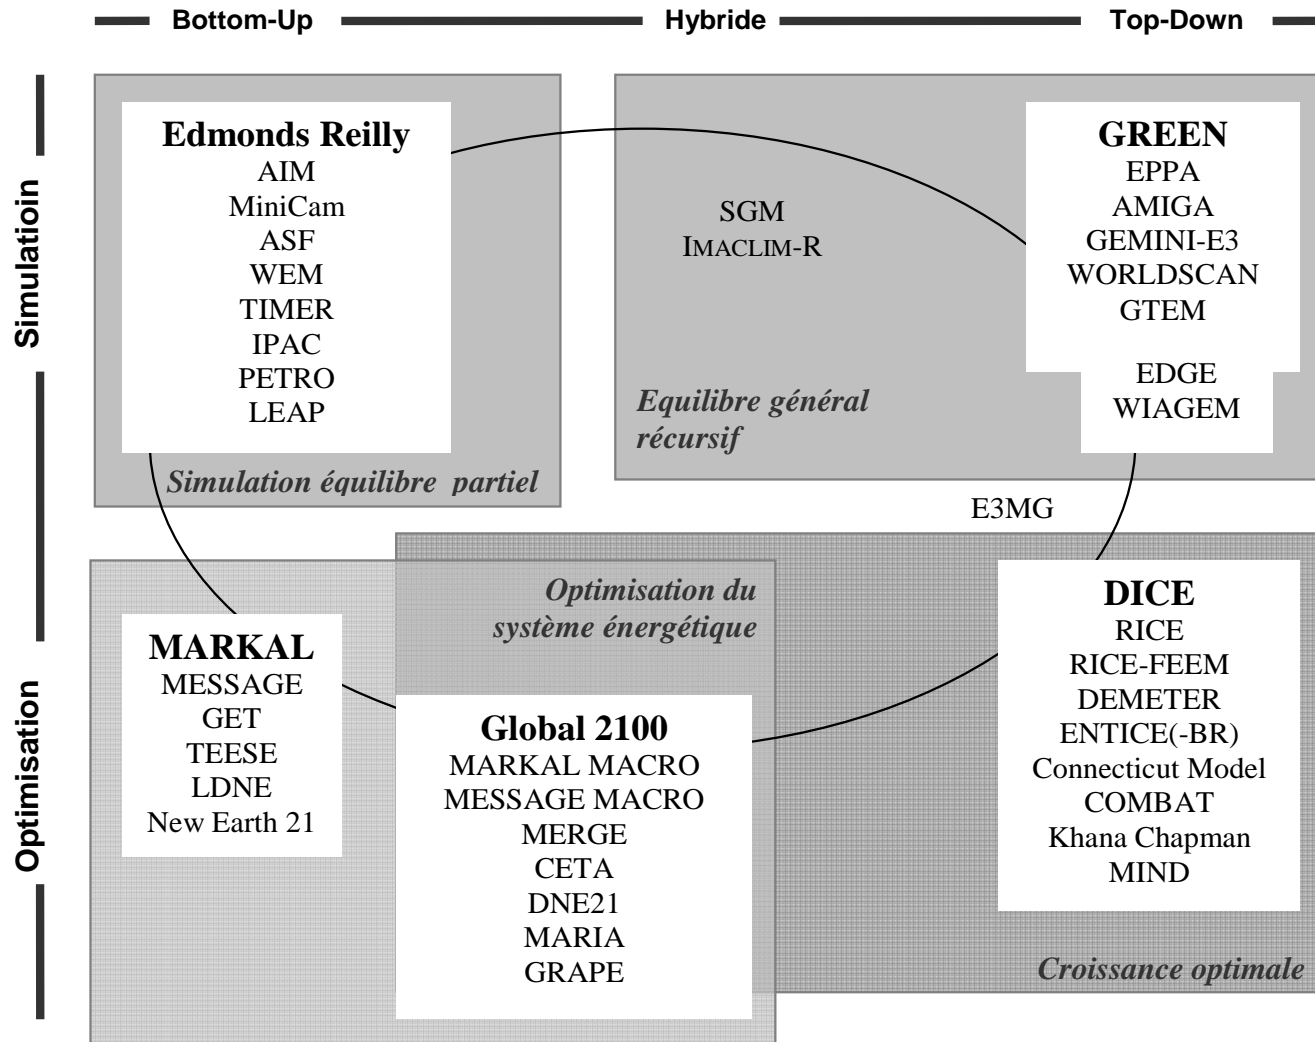 Bottom-Up
Hybride
Top-Down
Simulatioin
Optimisation
Edmonds Reilly
AIM
MiniCam
ASF
WEM
TIMER
IPAC
PETRO
LEAP
Simulation équilibre partiel
SGM
IMACLIM-R
Equilibre général
récursif
GREEN
EPPA
AMIGA
GEMINI-E3
WORLDSCAN
GTEM
EDGE
WIAGEM
E3MG
MARKAL
MESSAGE
GET
TEESE
LDNE
New Earth 21
Optimisation du
système énergétique
Global 2100
MARKAL MACRO
MESSAGE MACRO
MERGE
CETA
DNE21
MARIA
GRAPE
DICE
RICE
RICE-FEEM
DEMETER
ENTICE(-BR)
Connecticut Model
COMBAT
Khana Chapman
MIND
Croissance optimale